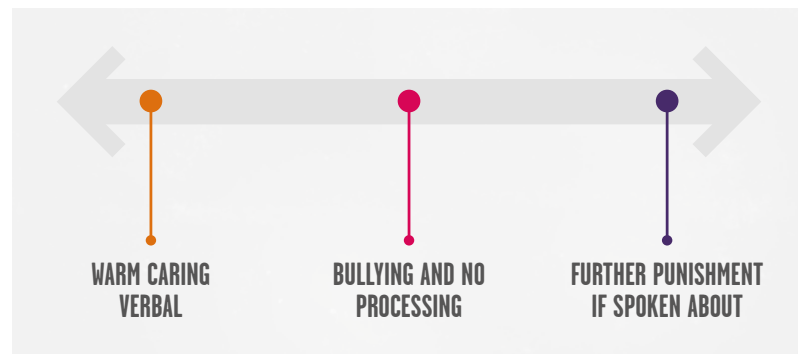 WARM CARING
VERBAL
BULLYING AND NO
PROCESSING
FURTHER PUNISHMENT
IF SPOKEN ABOUT